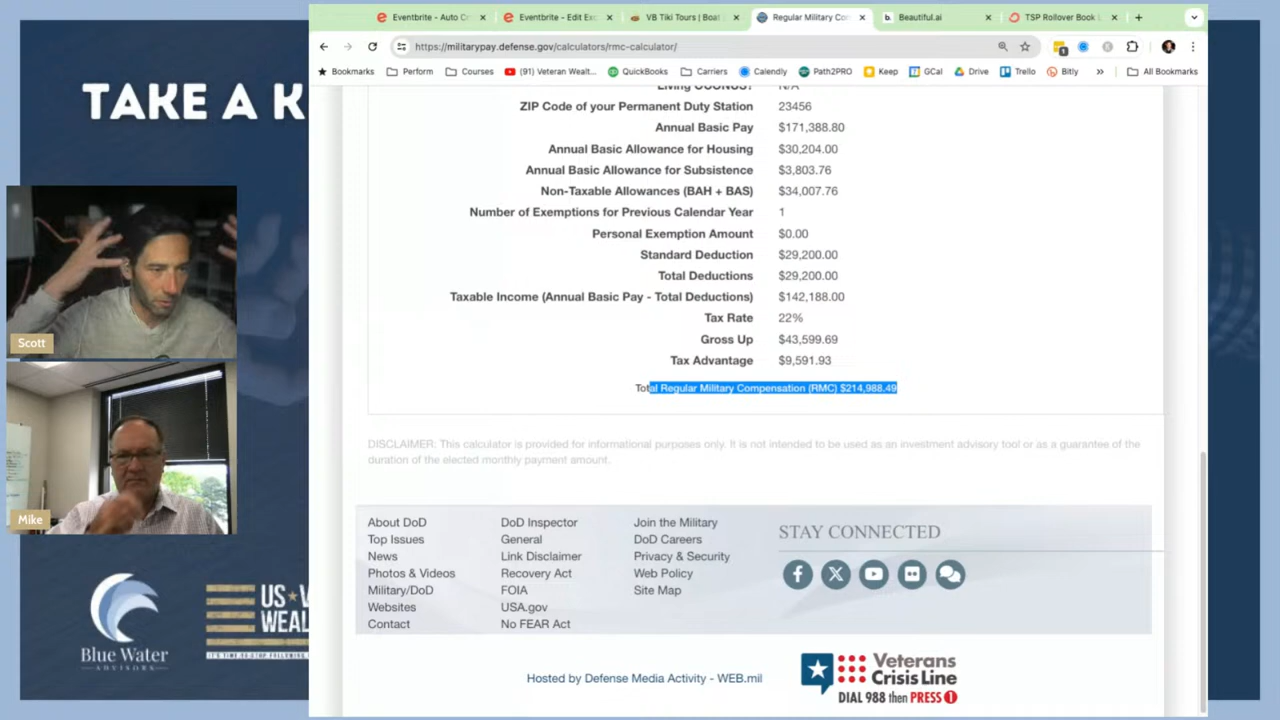 Eventbrite - Auto C
Eventbrite - Edit Ex
VB Tiki Tours | Boat
Regular Military Co
Beautiful.ai
TSP Rollover Book L
https://militarypay.defense.gov/calculators/rmc-calculator/
Bookmarks
Perform
Courses
(91) Veteran Wealt...
QuickBooks
Carriers
Calendly
Path2PRO
Keep
GCal
Drive
Trello
Bitly
All Bookmarks
TAKE A K
Living OCONUS? N/A
ZIP Code of your Permanent Duty Station 23456
Annual Basic Pay $171,388.80
Annual Basic Allowance for Housing $30,204.00
Annual Basic Allowance for Subsistence $3,803.76
Non-Taxable Allowances (BAH + BAS) $34,007.76
Number of Exemptions for Previous Calendar Year 1
Personal Exemption Amount $0.00
Standard Deduction $29,200.00
Total Deductions $29,200.00
Taxable Income (Annual Basic Pay - Total Deductions) $142,188.00
Tax Rate 22%
Gross Up $43,599.69
Tax Advantage $9,591.93
Total Regular Military Compensation (RMC) $214,988.49
DISCLAIMER: This calculator is provided for informational purposes only. It is not intended to be used as an investment advisory tool or as a guarantee of the
duration of the elected monthly payment amount.
Scott
Mike
About DoD
Top Issues
News
Photos & Videos
Military/DoD
Websites
Contact
DoD Inspector
General
Link Disclaimer
Recovery Act
FOIA
USA.gov
No FEAR Act
Join the Military
DoD Careers
Privacy & Security
Web Policy
Site Map
STAY CONNECTED
Hosted by Defense Media Activity - WEB.mil
Veterans
Crisis Line
DIAL 988 then PRESS 1
Blue Water
ADVISORS
US V
WEAL
IT'S TIME TO STOP FOLLOWING